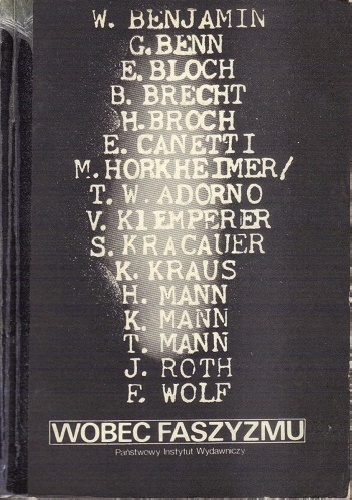 W. BENJAMIN
G. BENN
E. BLOCH
B. BRECHT
H. BROCH
E. CANETTI
M. HORKHEIMER/
T. W. ADORNO
V. KlEMPERER
S. KRACAUER
K. KRAUS
H. MANN
K. MANN
T. MANN
J. ROTH
F. WOLF
WOBEC FASZYZMU
Państwowy Instytut Wydawniczy